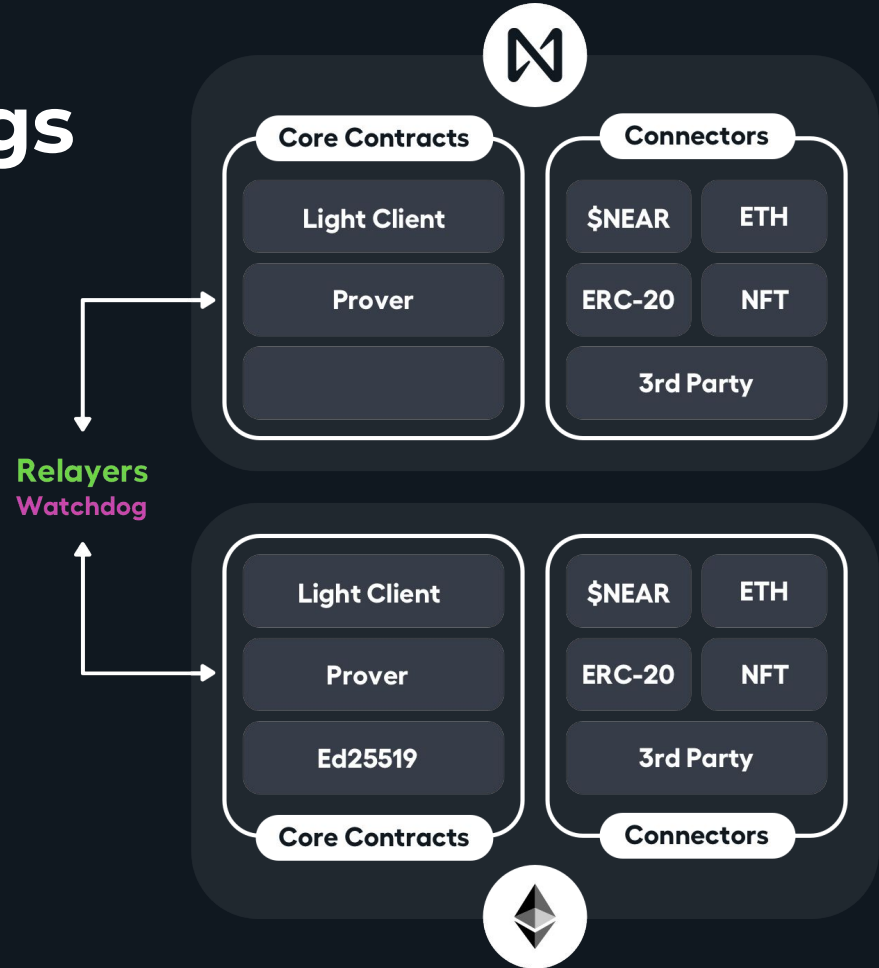 gs
Core Contracts
Connectors
Light Client
$NEAR
ETH
Prover
ERC-20
NFT
3rd Party
Relayers
Watchdog
Light Client
$NEAR
ETH
Prover
ERC-20
NFT
Ed25519
3rd Party
Core Contracts
Connectors